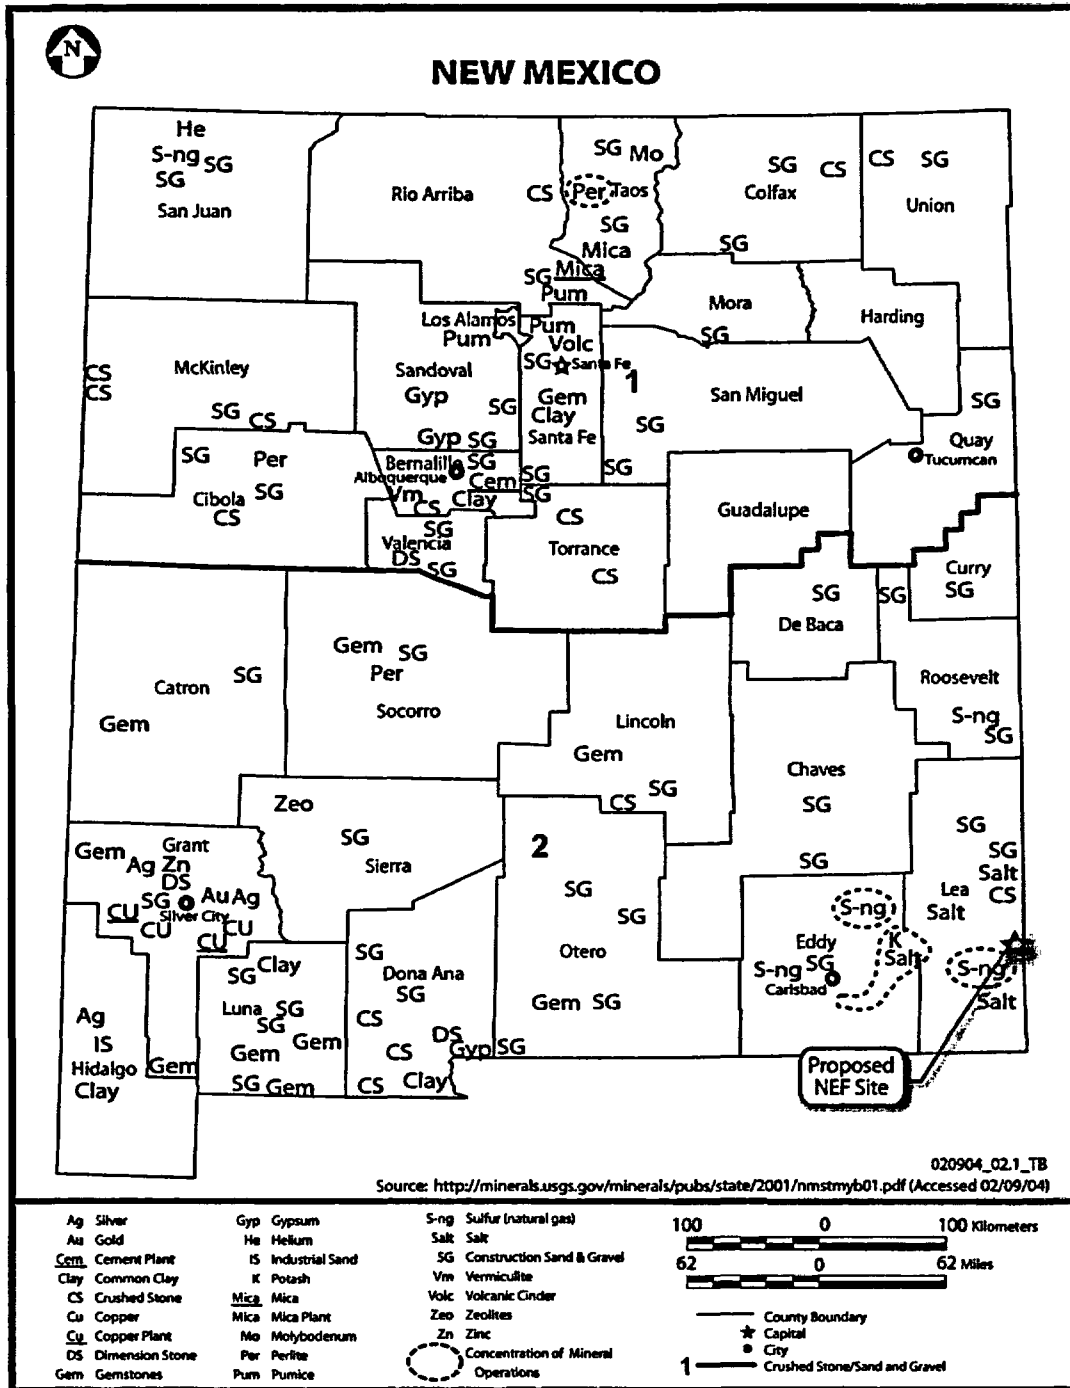 N
NEW MEXICO
He
S-ng SG
SG
San Juan
Rio Arriba
CS
SG Mo
Per Taos
SG
Mica
SG Mica
Pum
SG CS
Colfax
SG
CS SG
Union
Mora
SG
Harding
Los Alamos
Pum
Pum
Volc
SG Santa Fe
Gem
Clay
Santa Fe
SG
SG
1
San Miguel
SG
SG
SG
Quay
Tucumcari
CS
CS
McKinley
SG CS
Sandoval
Gyp
SG
Gyp SG
SG
Per
SG
Cibola
CS
Bernalillo SG
Albuquerque
Cem
Vm
Clay
CS
SG
Valencia
DS
SG
CS
Torrance
CS
Guadalupe
Curry
SG
SG
SG
De Baca
Gem SG
Per
Socorro
SG
Catron
Gem
Lincoln
Gem
SG
CS
Roosevelt
S-ng
SG
Chaves
SG
SG
Zeo
SG
Sierra
2
SG
SG
Otero
Gem SG
Gem
Grant
Ag Zn
DS
SG
Au Ag
Silver City
CU
CU
CU
CU
SG
SG
Salt
Lea
CS
Salt
S-ng
Eddy
K
Salt
S-ng SG
Carlsbad
S-ng
Salt
SG
Dona Ana
SG
CS
DS
CS
Gyp SG
CS
Clay
SG Clay
Luna SG
SG
Gem
Gem
SG Gem
Ag
IS
Hidalgo
Clay
Gem
Proposed
NEF Site
020904_02.1_TB
Source: http://minerals.usgs.gov/minerals/pubs/state/2001/nmstmyb01.pdf (Accessed 02/09/04)
Ag Silver
Au Gold
Cem Cement Plant
Clay Common Clay
CS Crushed Stone
Cu Copper
Cu Copper Plant
DS Dimension Stone
Gem Gemstones
Gyp Gypsum
He Helium
IS Industrial Sand
K Potash
Mica Mica
Mica Mica Plant
Mo Molybodenum
Per Perlite
Pum Pumice
S-ng Sulfur (natural gas)
Salt Salt
SG Construction Sand & Gravel
Vm Vermiculite
Volc Volcanic Cinder
Zeo Zeolites
Zn Zinc
Concentration of Mineral
Operations
100 0 100 Kilometers
62 0 62 Miles
County Boundary
Capital
City
1 Crushed Stone/Sand and Gravel